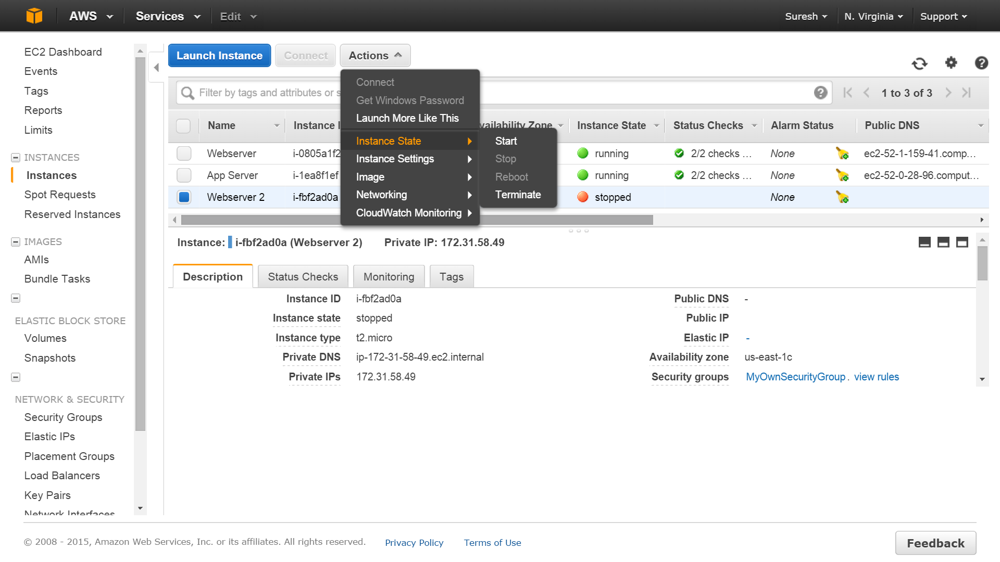 AWS Services Edit Suresh N. Virginia Support
EC2 Dashboard
Events
Tags
Reports
Limits
INSTANCES
Instances
Spot Requests
Reserved Instances
IMAGES
AMIs
Bundle Tasks
ELASTIC BLOCK STORE
Volumes
Snapshots
NETWORK & SECURITY
Security Groups
Elastic IPs
Placement Groups
Load Balancers
Key Pairs
Network Interfaces
Launch Instance Connect Actions
Filter by tags and attributes or s 1 to 3 of 3
Connect
Get Windows Password
Launch More Like This
Instance State
Instance Settings
Image
Networking
CloudWatch Monitoring
Start
Stop
Reboot
Terminate
Name Instance I vailability Zone Instance State Status Checks Alarm Status Public DNS
Webserver i-0805a1f2 running 2/2 checks ... None ec2-52-1-159-41.comp...
App Server i-1ea8f1ef running 2/2 checks ... None ec2-52-0-28-96.comput...
Webserver 2 i-fbf2ad0a stopped None
Instance: i-fbf2ad0a (Webserver 2) Private IP: 172.31.58.49
Description Status Checks Monitoring Tags
Instance ID i-fbf2ad0a Public DNS -
Instance state stopped Public IP
Instance type t2.micro Elastic IP -
Private DNS ip-172-31-58-49.ec2.internal Availability zone us-east-1c
Private IPs 172.31.58.49 Security groups MyOwnSecurityGroup. view rules
© 2008 - 2015, Amazon Web Services, Inc. or its affiliates. All rights reserved. Privacy Policy Terms of Use Feedback